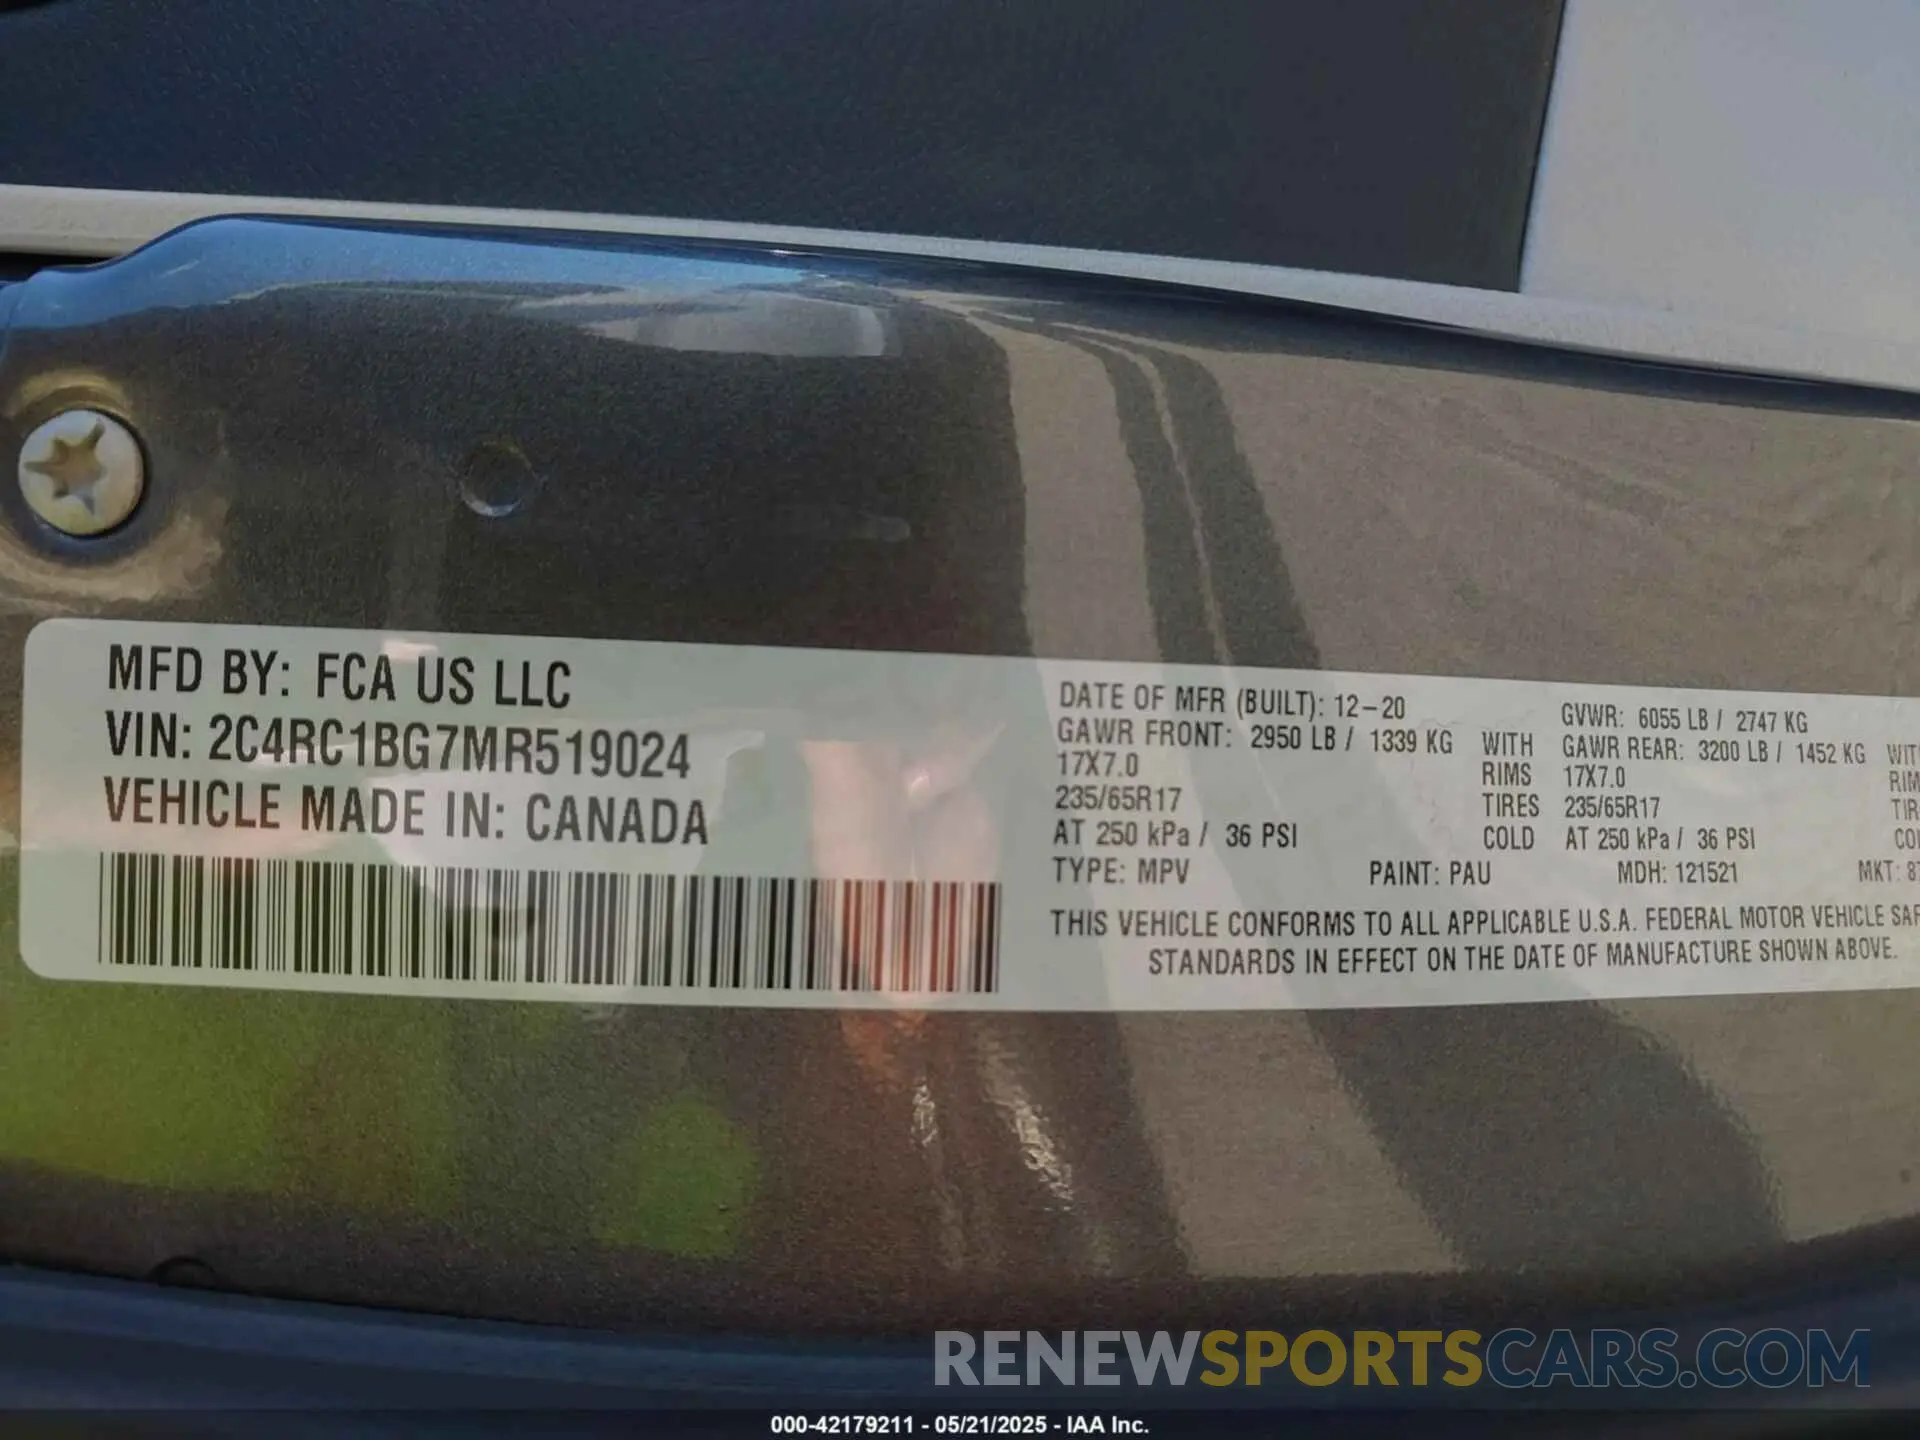 MFD BY: FCA US LLC
VIN: 2C4RC1BG7MR519024
VEHICLE MADE IN: CANADA
DATE OF MFR (BUILT): 12-20
GVWR: 6055 LB / 2747 KG
GAWR FRONT: 2950 LB / 1339 KG WITH GAWR REAR: 3200 LB / 1452 KG
17X7.0 RIMS 17X7.0
235/65R17 TIRES 235/65R17
AT 250 kPa / 36 PSI COLD AT 250 kPa / 36 PSI
TYPE: MPV PAINT: PAU MDH: 121521 MKT:
THIS VEHICLE CONFORMS TO ALL APPLICABLE U.S.A. FEDERAL MOTOR VEHICLE
STANDARDS IN EFFECT ON THE DATE OF MANUFACTURE SHOWN ABOVE.
RENEWSPORTSCARS.COM
000-42179211 - 05/21/2025 - IAA Inc.